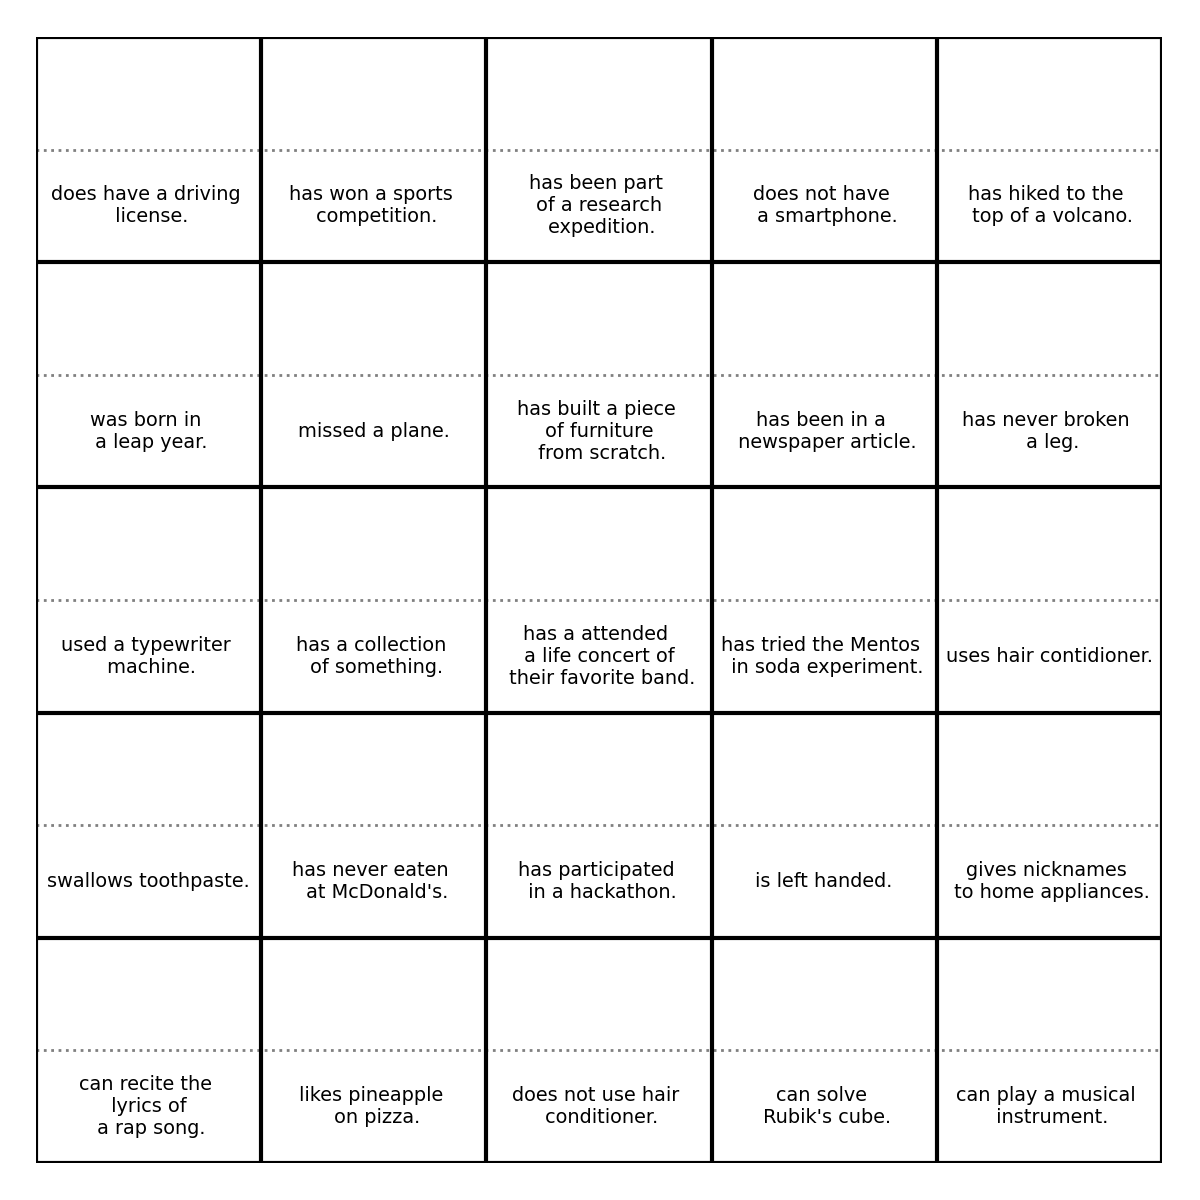 does have a driving
license.
has won a sports
competition.
has been part
of a research
expedition.
does not have
a smartphone.
has hiked to the
top of a volcano.
was born in
a leap year.
missed a plane.
has built a piece
of furniture
from scratch.
has been in a
newspaper article.
has never broken
a leg.
used a typewriter
machine.
has a collection
of something.
has a attended
a life concert of
their favorite band.
has tried the Mentos
in soda experiment.
uses hair contidioner.
swallows toothpaste.
has never eaten
at McDonald's.
has participated
in a hackathon.
is left handed.
gives nicknames
to home appliances.
can recite the
lyrics of
a rap song.
likes pineapple
on pizza.
does not use hair
conditioner.
can solve
Rubik's cube.
can play a musical
instrument.